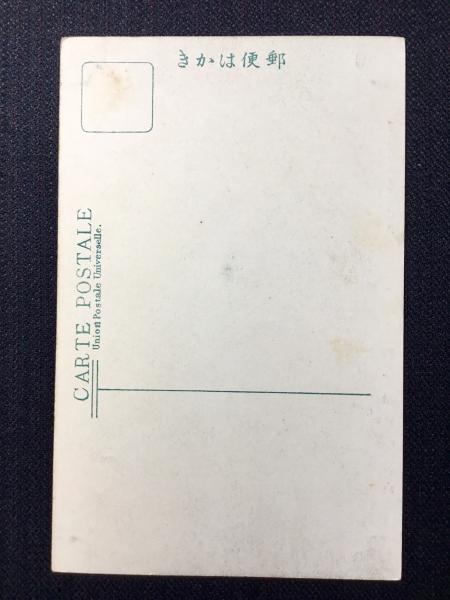 きかは便郵
CARTE POSTALE
Union Postale Universelle.